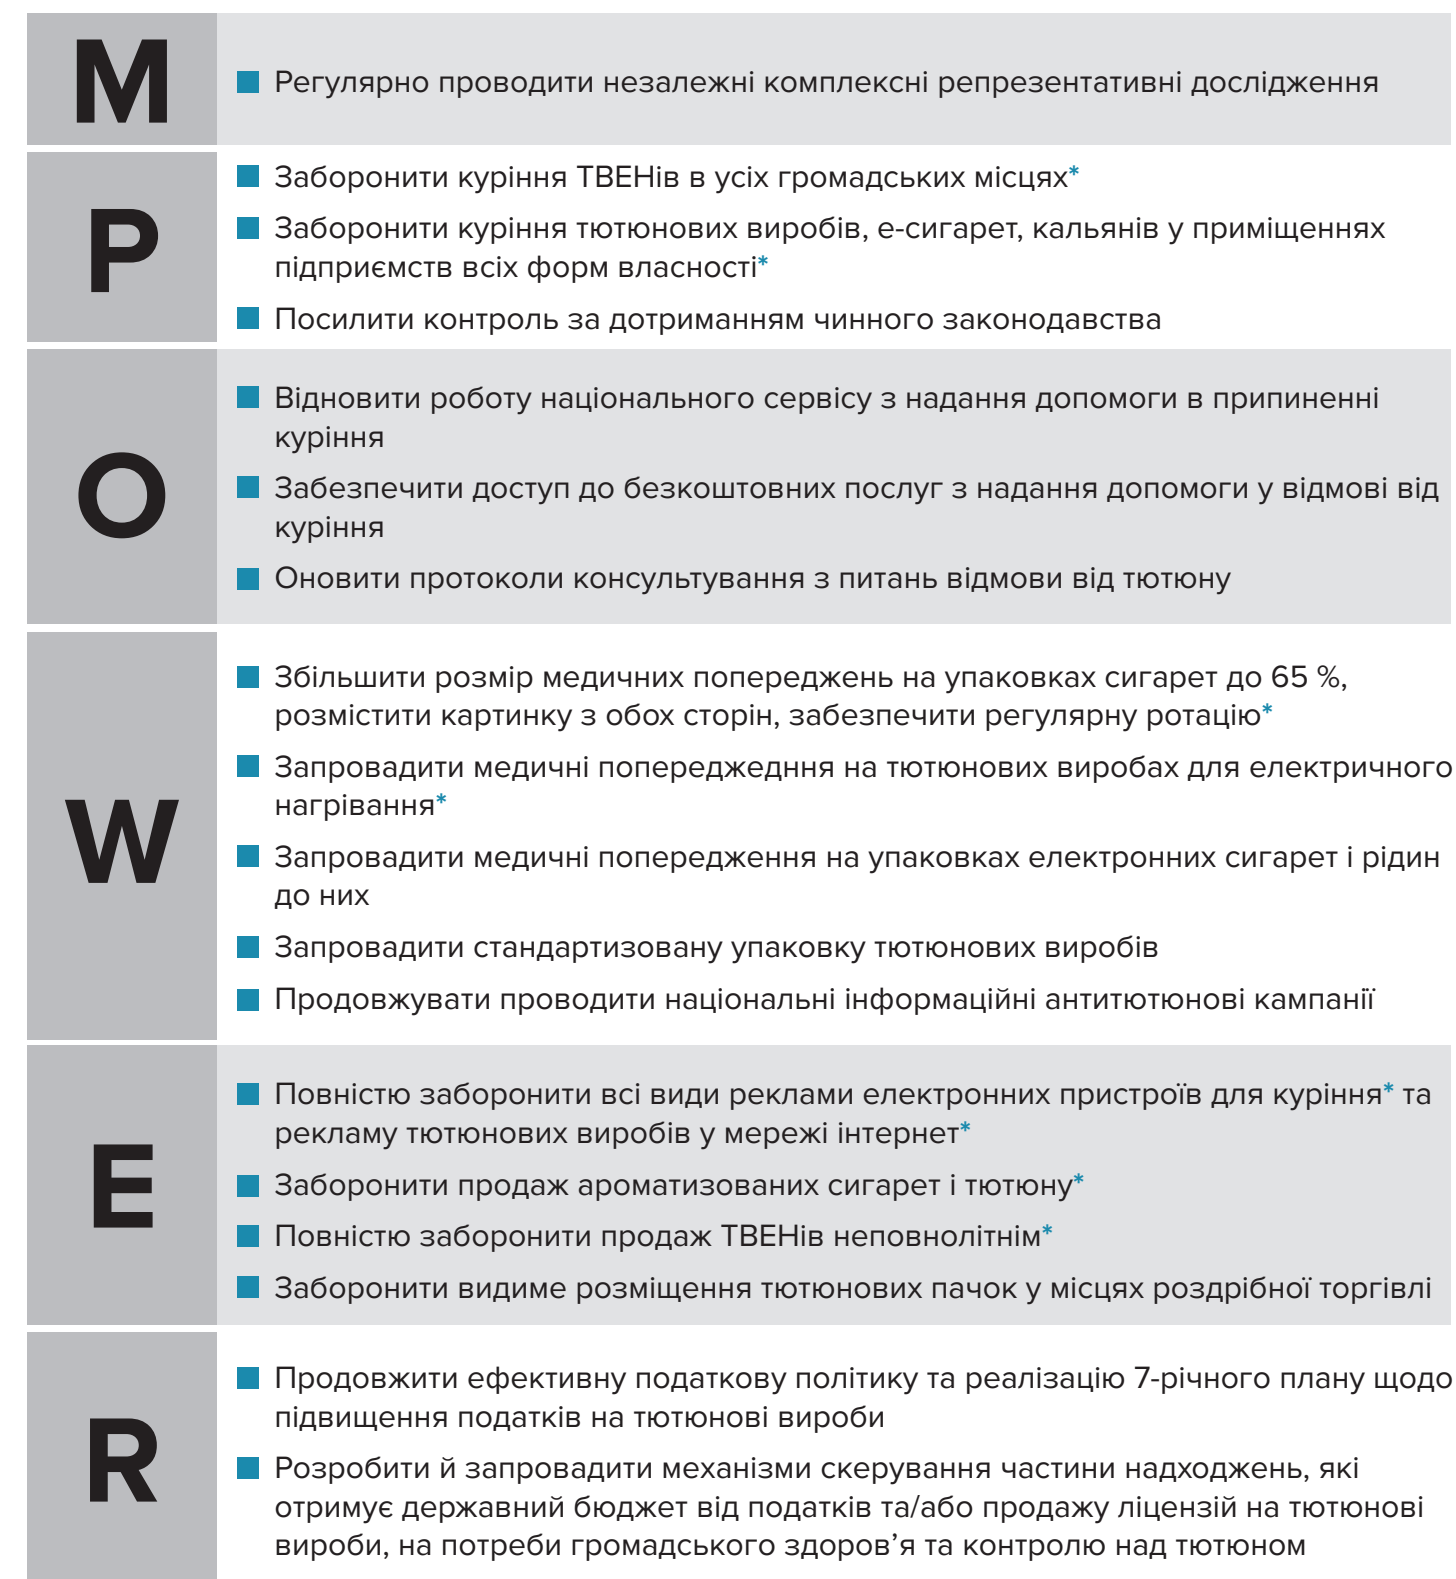 M
Регулярно проводити незалежні комплексні репрезентативні дослідження
P
Заборонити куріння ТВЕНів в усіх громадських місцях*
Заборонити куріння тютюнових виробів, е-сигарет, кальянів у приміщеннях
підприємств всіх форм власності*
Посилити контроль за дотриманням чинного законодавства
O
Відновити роботу національного сервісу з надання допомоги в припиненні
куріння
Забезпечити доступ до безкоштовних послуг з надання допомоги у відмові від
куріння
Оновити протоколи консультування з питань відмови від тютюну
W
Збільшити розмір медичних попереджень на упаковках сигарет до 65 %,
розмістити картинку з обох сторін, забезпечити регулярну ротацію*
Запровадити медичні попередждння на тютюнових виробах для електричного
нагрівання*
Запровадити медичні попередження на упаковках електронних сигарет і рідин
до них
Запровадити стандартизовану упаковку тютюнових виробів
Продовжувати проводити національні інформаційні антитютюнові кампанії
E
Повністю заборонити всі види реклами електронних пристроїв для куріння* та
рекламу тютюнових виробів у мережі інтернет*
Заборонити продаж ароматизованих сигарет і тютюну*
Повністю заборонити продаж ТВЕНів неповнолітнім*
Заборонити видиме розміщення тютюнових пачок у місцях роздрібної торгівлі
R
Продовжити ефективну податкову політику та реалізацію 7-річного плану щодо
підвищення податків на тютюнові вироби
Розробити й запровадити механізми скерування частини надходжень, які
отримує державний бюджет від податків та/або продажу ліцензій на тютюнові
вироби, на потреби громадського здоров’я та контролю над тютюном